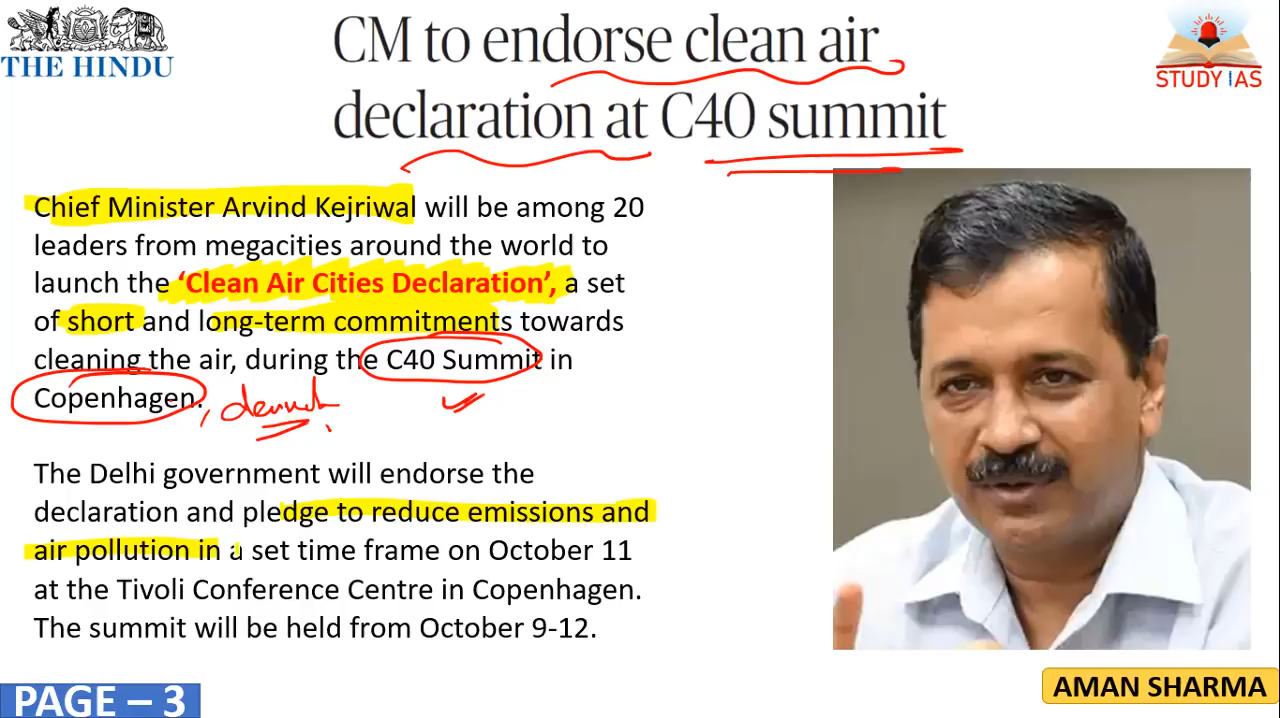 THE HINDU
CM to endorse clean air
declaration at C40 summit
STUDY IAS
Chief Minister Arvind Kejriwal will be among 20
leaders from megacities around the world to
launch the ‘Clean Air Cities Declaration’, a set
of short and long-term commitments towards
cleaning the air, during the C40 Summit in
Copenhagen.
The Delhi government will endorse the
declaration and pledge to reduce emissions and
air pollution in a set time frame on October 11
at the Tivoli Conference Centre in Copenhagen.
The summit will be held from October 9-12.
PAGE – 3
AMAN SHARMA